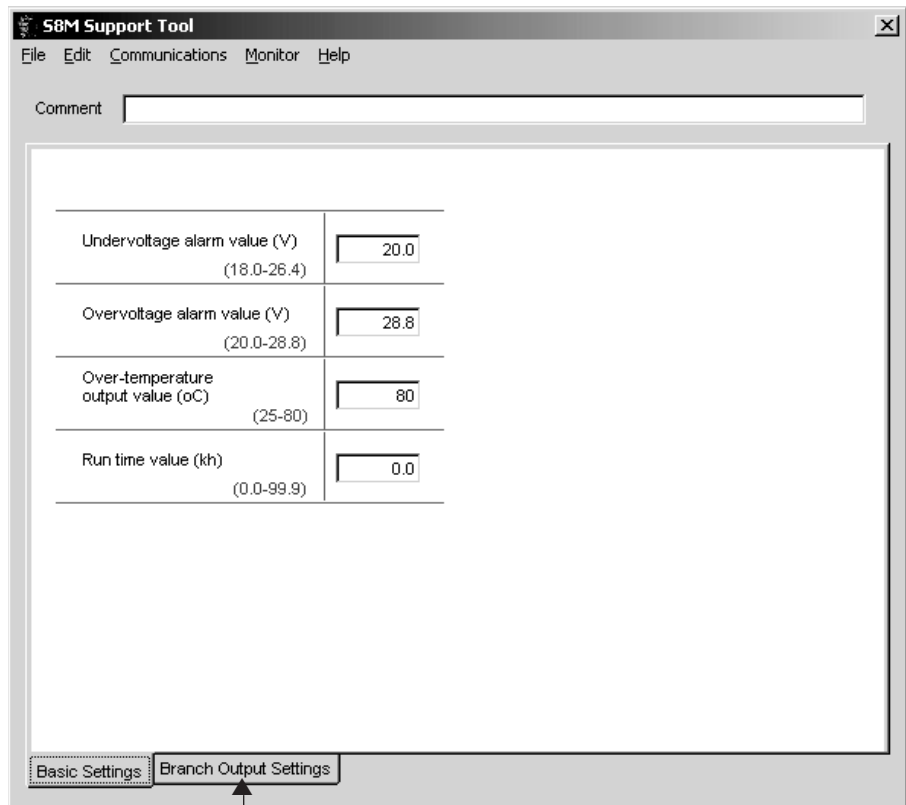 S8M Support Tool
File Edit Communications Monitor Help
Comment
Undervoltage alarm value (V)
(18.0-26.4)
20.0
Overvoltage alarm value (V)
(20.0-28.8)
28.8
Over-temperature
output value (oC)
(25-80)
80
Run time value (kh)
(0.0-99.9)
0.0
Basic Settings Branch Output Settings